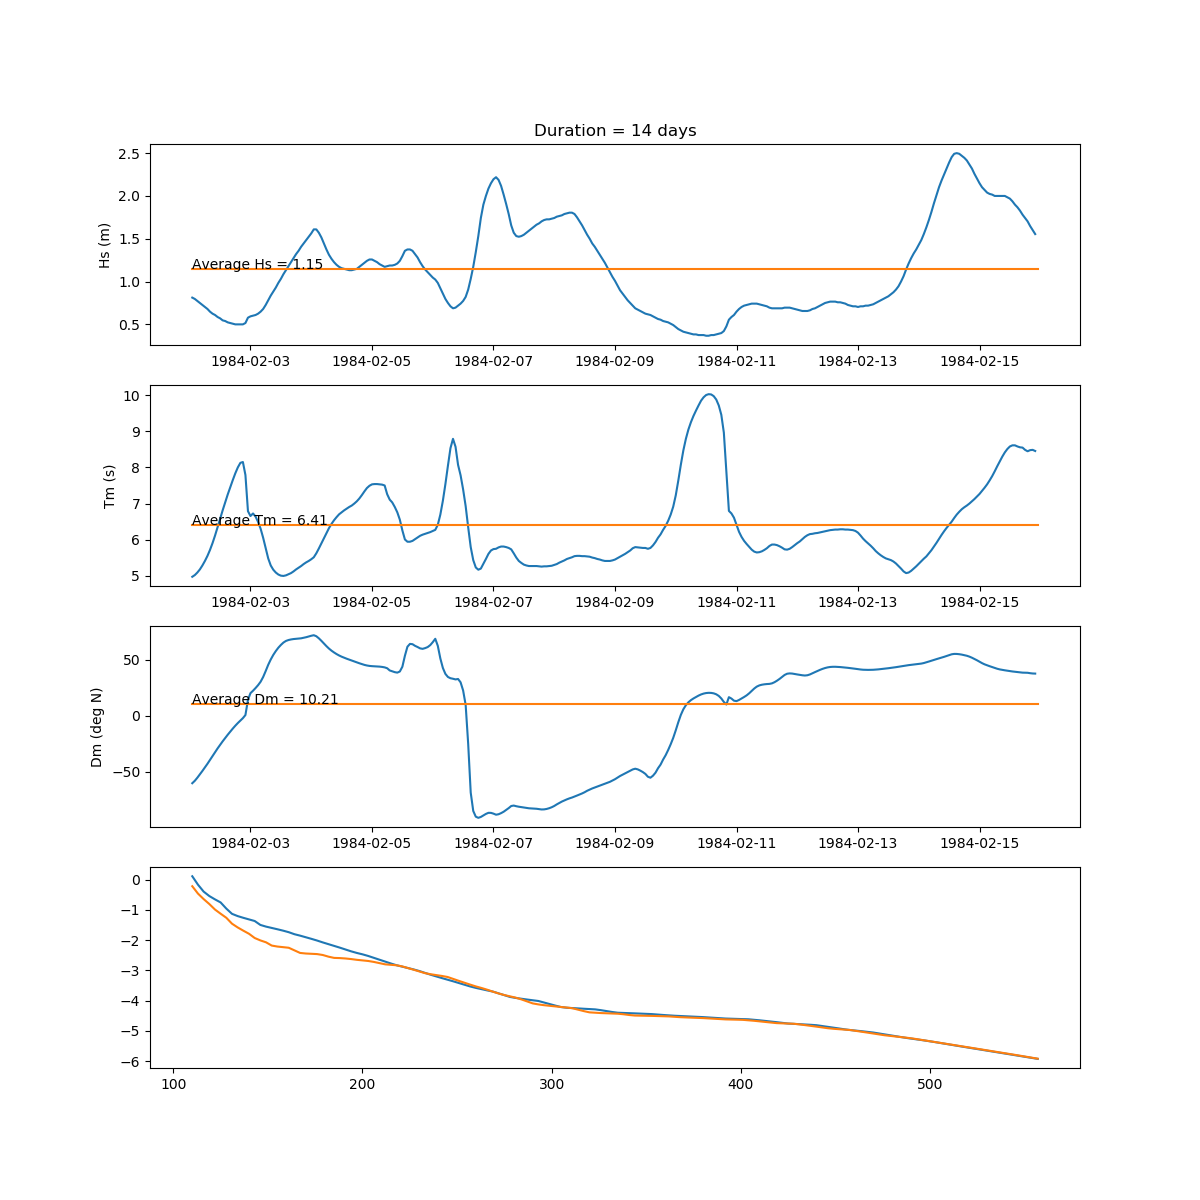 Duration = 14 days
2.5
2.0
1.5
1.0
0.5
Hs (m)
Average Hs = 1.15
1984-02-03 1984-02-05 1984-02-07 1984-02-09 1984-02-11 1984-02-13 1984-02-15
10
9
8
7
6
5
Tm (s)
Average Tm = 6.41
1984-02-03 1984-02-05 1984-02-07 1984-02-09 1984-02-11 1984-02-13 1984-02-15
50
0
−50
Dm (deg N)
Average Dm = 10.21
1984-02-03 1984-02-05 1984-02-07 1984-02-09 1984-02-11 1984-02-13 1984-02-15
0
−1
−2
−3
−4
−5
−6
100 200 300 400 500